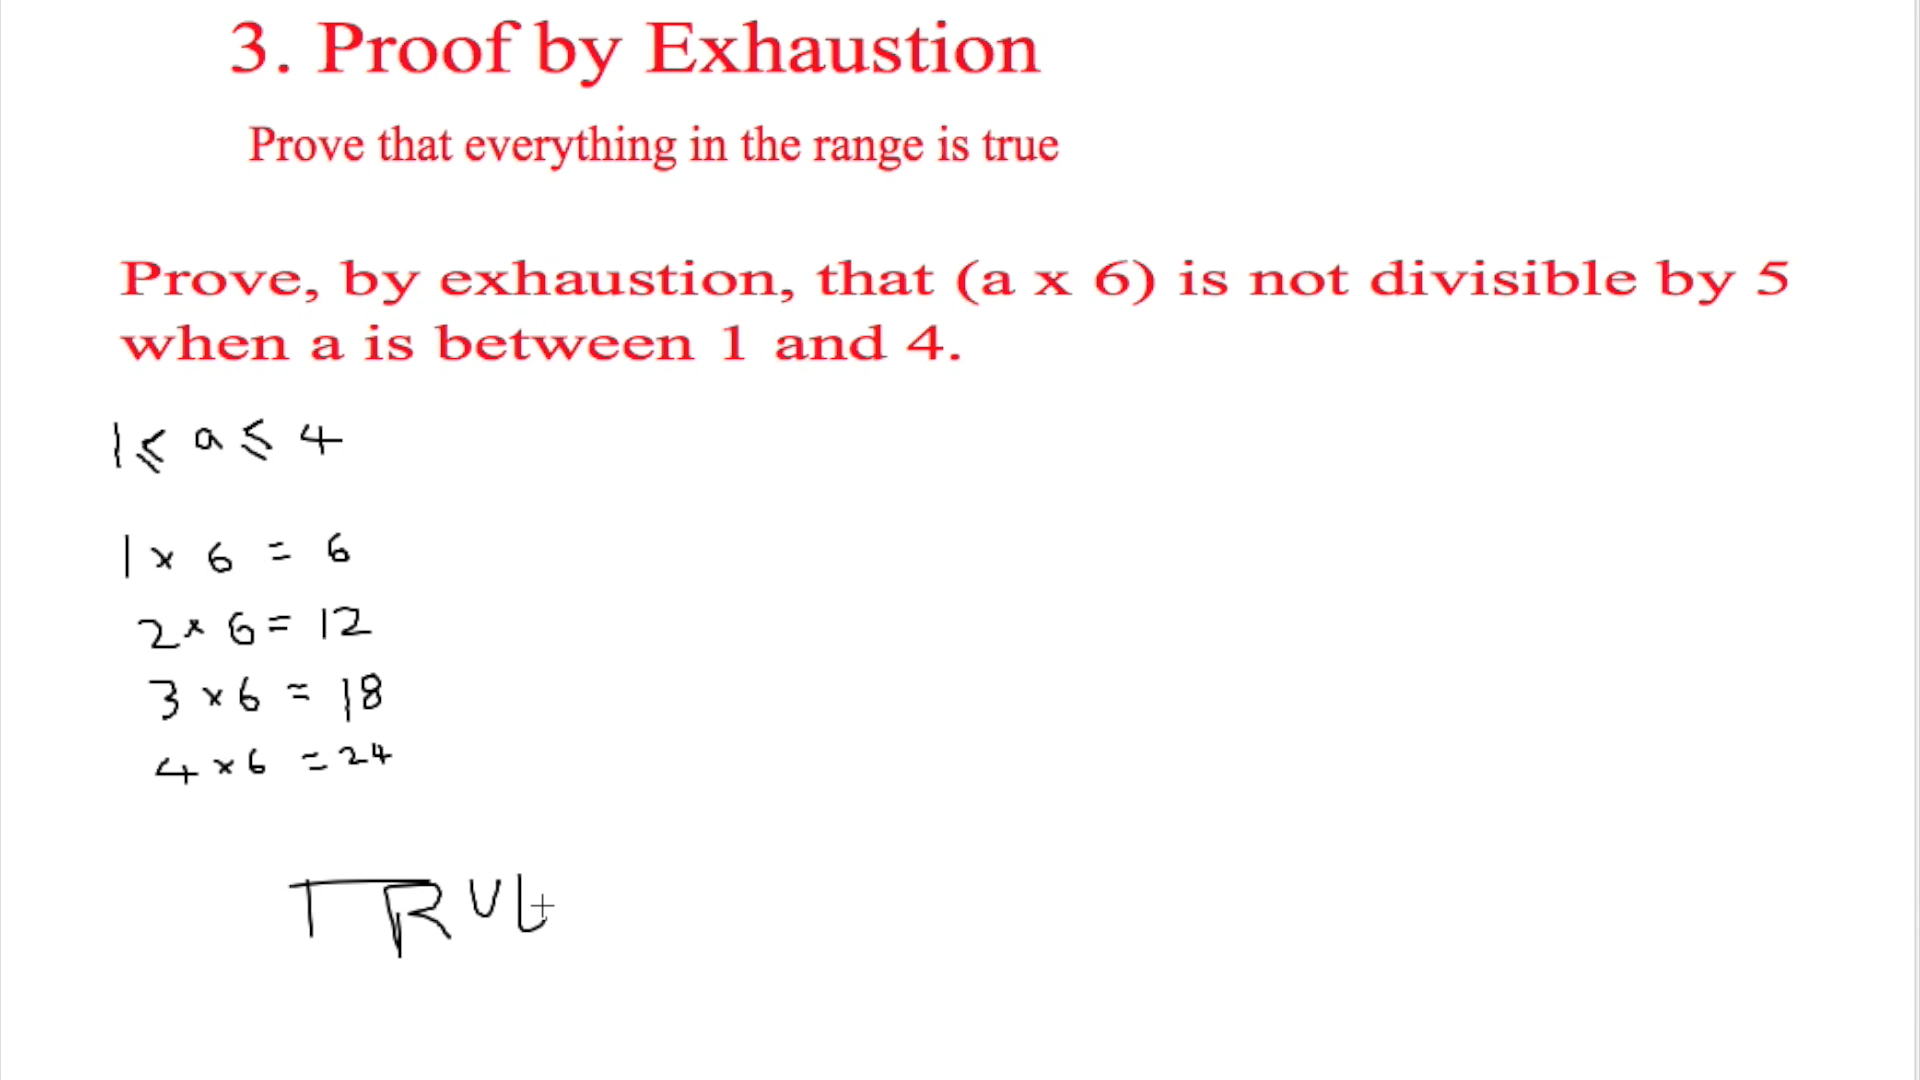 3. Proof by Exhaustion
Prove that everything in the range is true
Prove, by exhaustion, that (a x 6) is not divisible by 5
when a is between 1 and 4.
1 ⩽ a ⩽ 4
1 × 6 = 6
2 × 6 = 12
3 × 6 = 18
4 × 6 = 24
TRUE